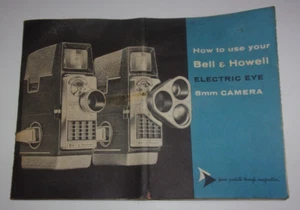 How to use your
Bell & Howell
ELECTRIC EYE
8mm CAMERA